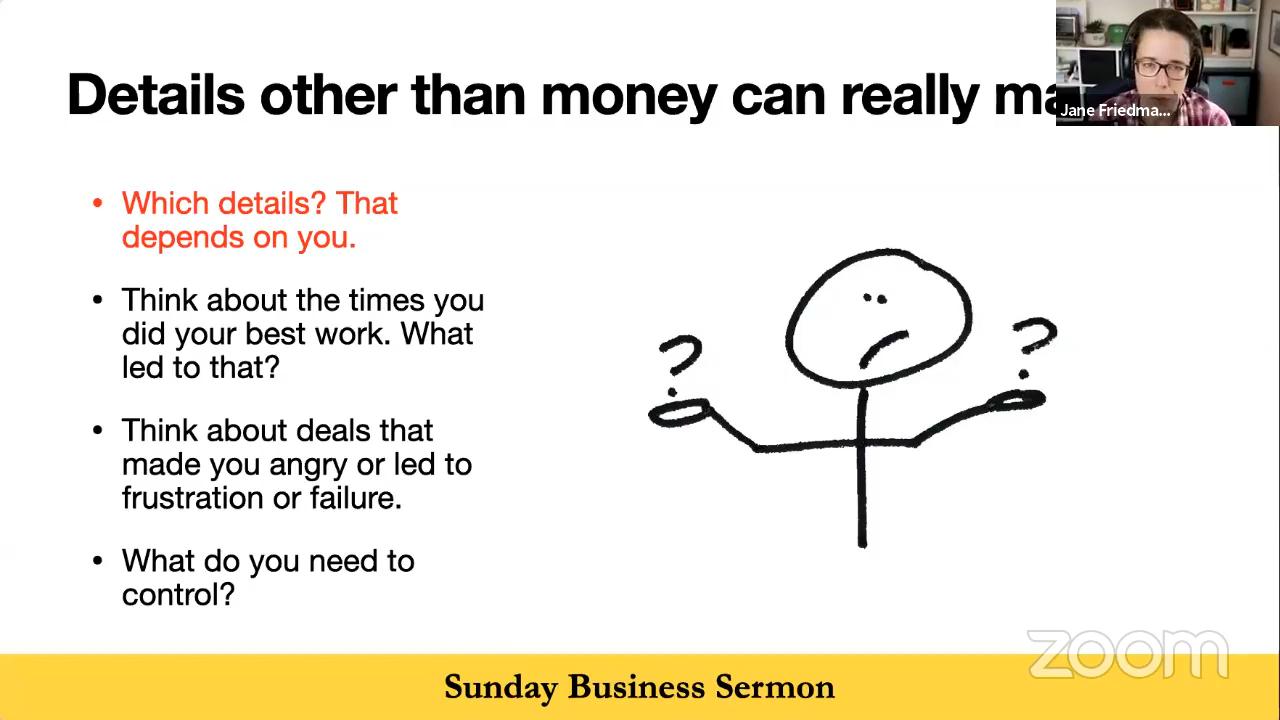 Details other than money can really ma
Jane Friedma...
• Which details? That
depends on you.
• Think about the times you
did your best work. What
led to that?
• Think about deals that
made you angry or led to
frustration or failure.
• What do you need to
control?
?
?
zoom
Sunday Business Sermon